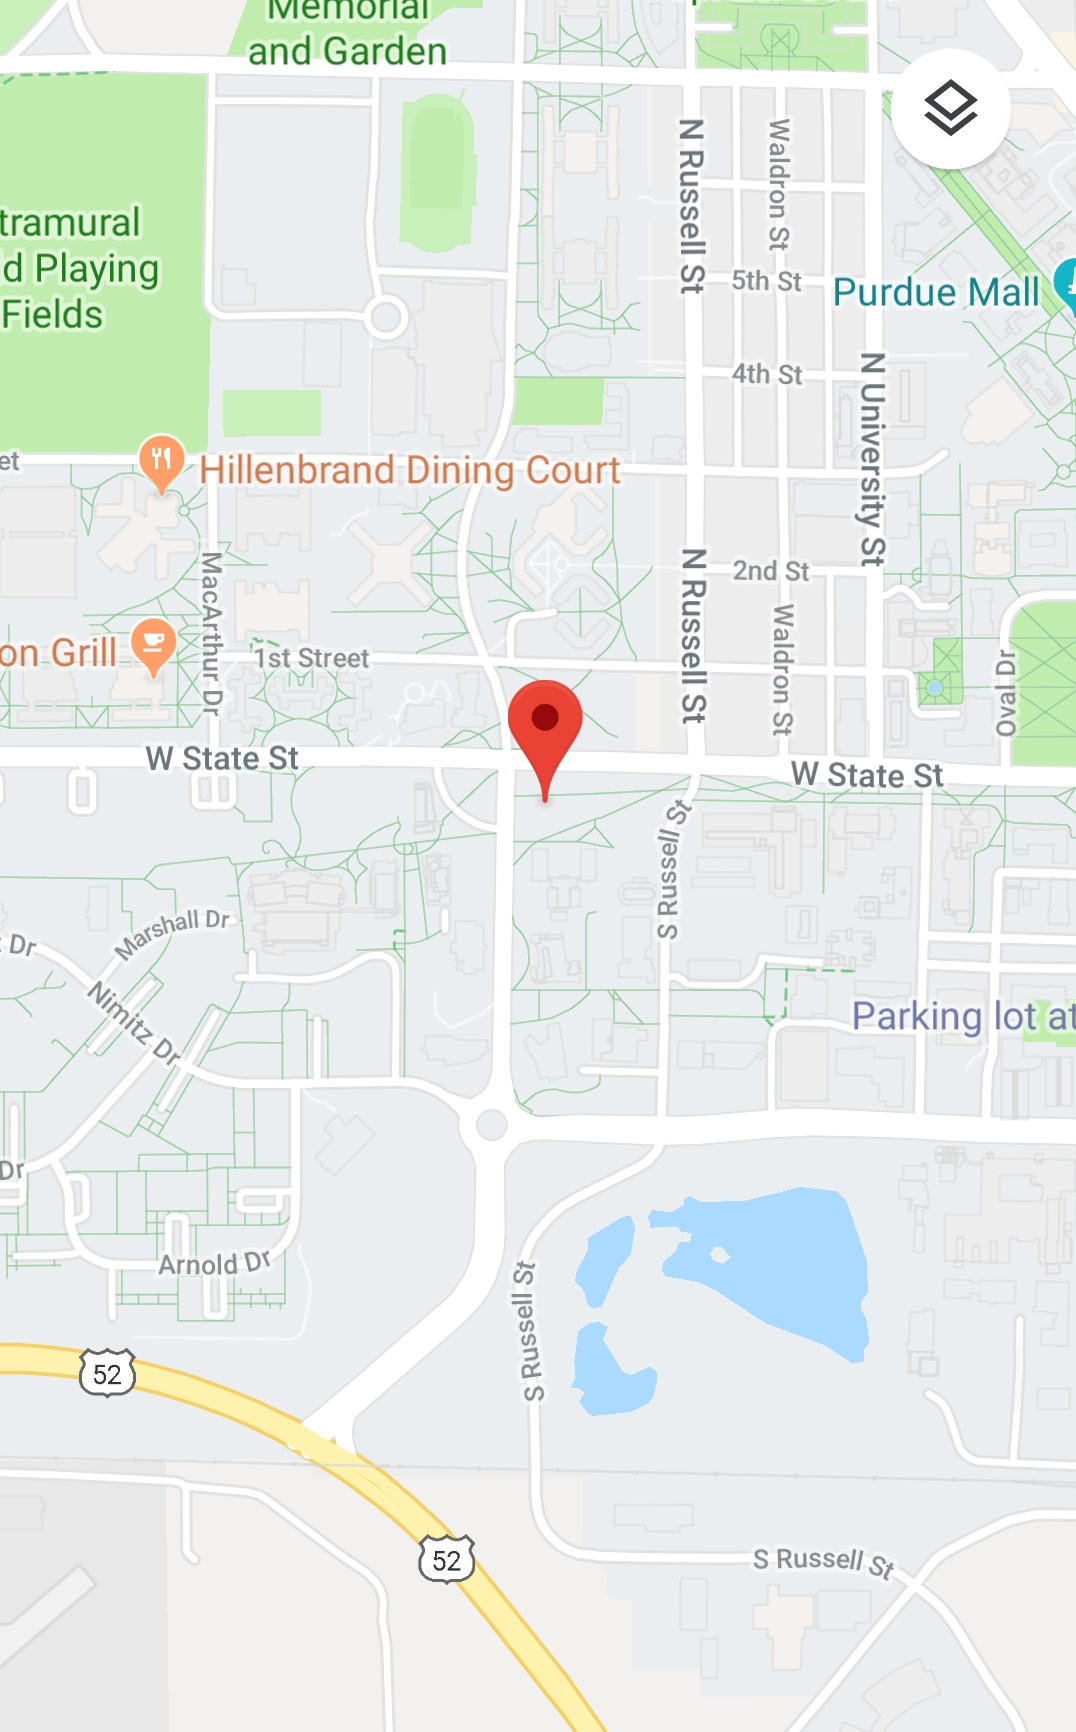 Memorial
and Garden
N Russell St
Waldron St
tramural
d Playing
Fields
5th St
Purdue Mall
4th St
N University St
et
Hillenbrand Dining Court
MacArthur Dr
N Russell St
2nd St
Waldron St
on Grill
1st Street
Oval Dr
W State St
W State St
S Russell St
Marshall Dr
Dr
Nimitz Dr
Parking lot at
Dr
Arnold Dr
S Russell St
52
52
S Russell St